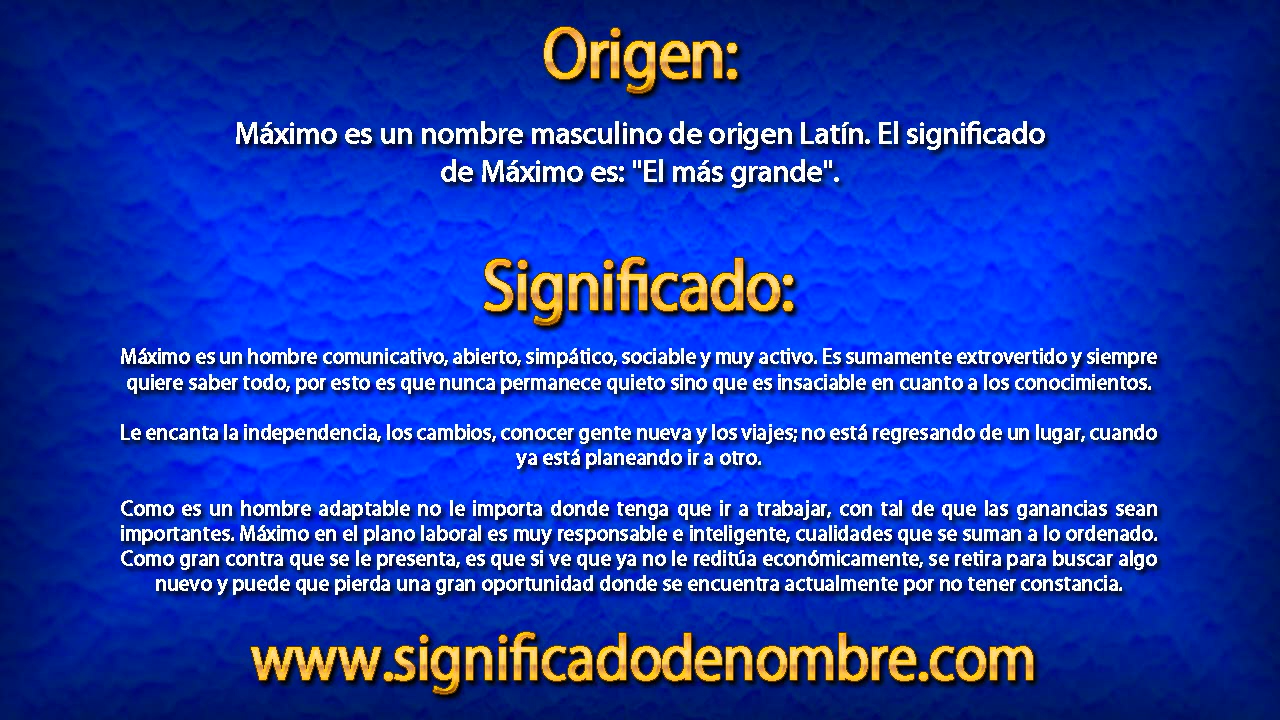 Origen:
Máximo es un nombre masculino de origen Latín. El significado
de Máximo es: "El más grande".
Significado:
Máximo es un hombre comunicativo, abierto, simpático, sociable y muy activo. Es sumamente extrovertido y siempre
quiere saber todo, por esto es que nunca permanece quieto sino que es insaciable en cuanto a los conocimientos.
Le encanta la independencia, los cambios, conocer gente nueva y los viajes; no está regresando de un lugar, cuando
ya está planeando ir a otro.
Como es un hombre adaptable no le importa donde tenga que ir a trabajar, con tal de que las ganancias sean
importantes. Máximo en el plano laboral es muy responsable e inteligente, cualidades que se suman a lo ordenado.
Como gran contra que se le presenta, es que si ve que ya no le reditúa económicamente, se retira para buscar algo
nuevo y puede que pierda una gran oportunidad donde se encuentra actualmente por no tener constancia.
www.significadodenombre.com